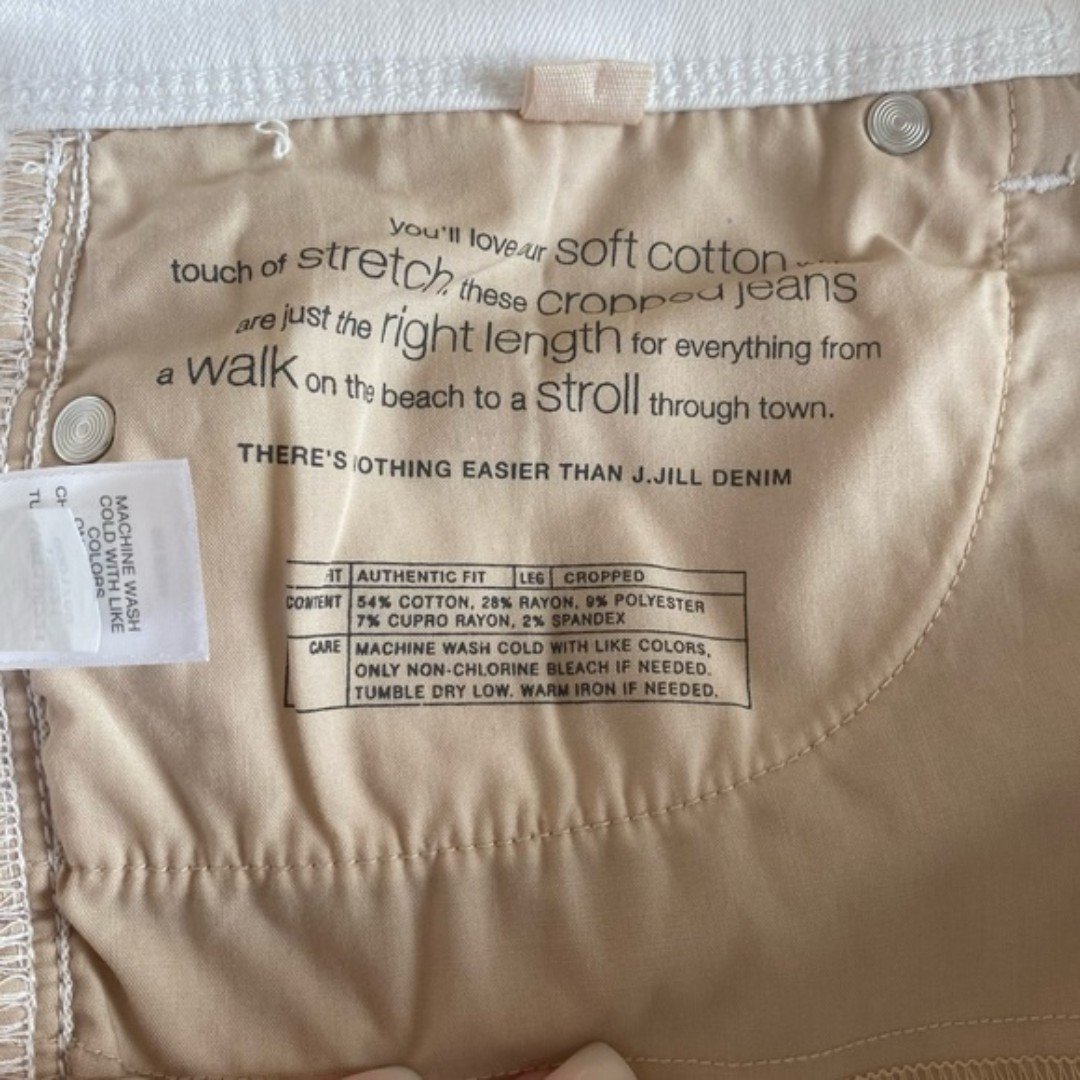 you'll love our soft cotton
touch of stretch, these cropped jeans
are just the right length for everything from
a walk on the beach to a stroll through town.
THERE'S NOTHING EASIER THAN J.JILL DENIM
FIT AUTHENTIC FIT LEG CROPPED
CONTENT 54% COTTON, 28% RAYON, 9% POLYESTER
7% CUPRO RAYON, 2% SPANDEX
CARE MACHINE WASH COLD WITH LIKE COLORS,
ONLY NON-CHLORINE BLEACH IF NEEDED.
TUMBLE DRY LOW. WARM IRON IF NEEDED.
MACHINE WASH
COLD WITH LIKE
COLORS